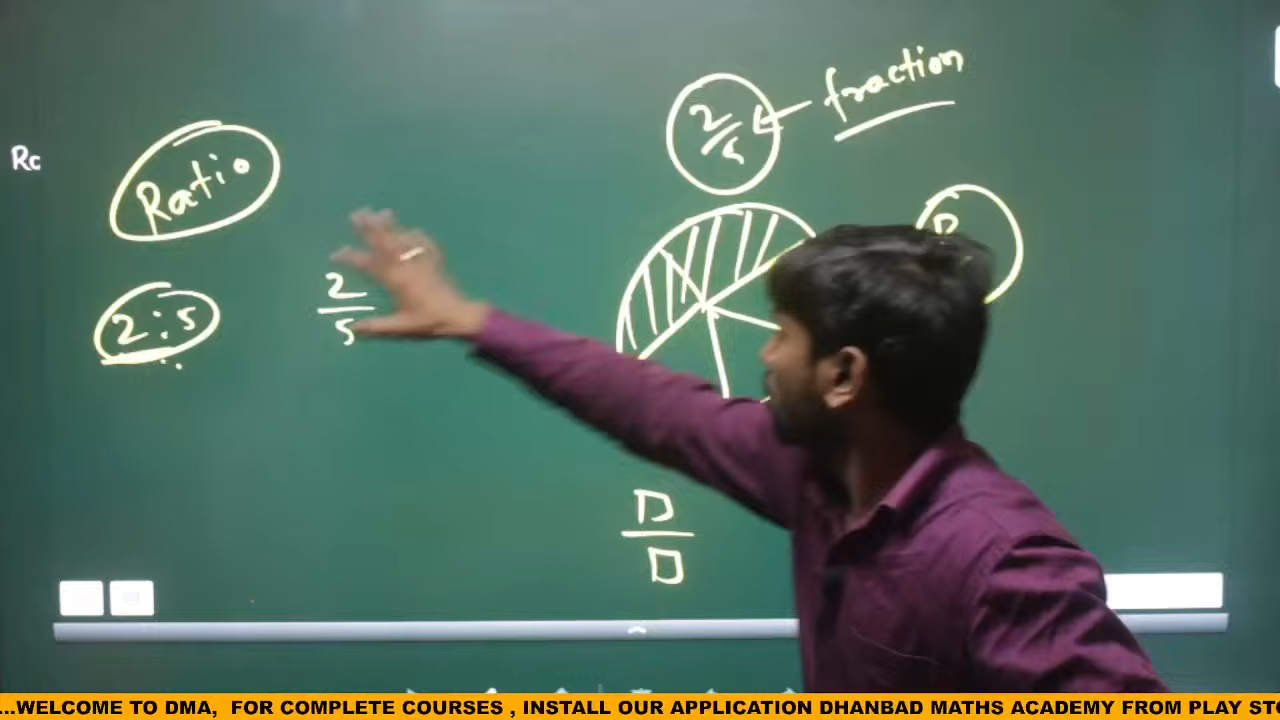 Rc
Ratio
2:5
2
5
2/5
fraction
...WELCOME TO DMA, FOR COMPLETE COURSES , INSTALL OUR APPLICATION DHANBAD MATHS ACADEMY FROM PLAY STO